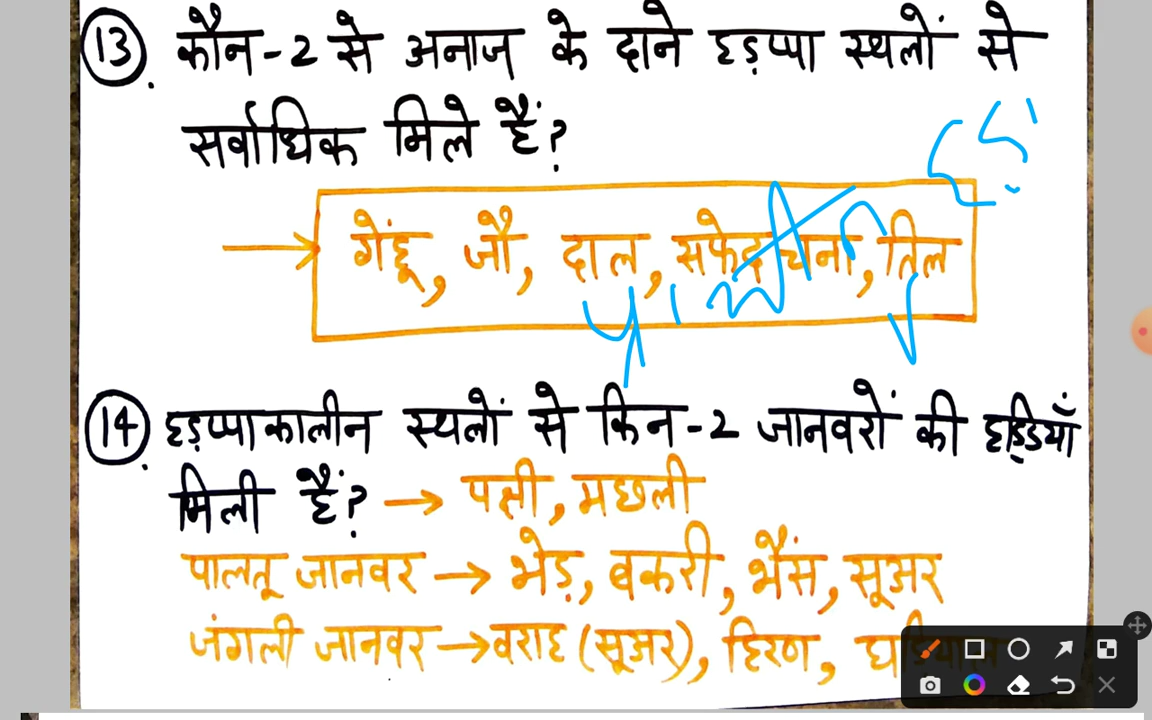 13. कौन-2 से अनाज के दाने हड़प्पा स्थलों से
सर्वाधिक मिले हैं?
→ गेंहूं, जौ, दाल, सफेद चना, तिल
14. हड़प्पाकालीन स्थलों से किन-2 जानवरों की हड्डियाँ
मिली हैं? → पक्षी, मछली
पालतू जानवर → भेड़, बकरी, भैंस, सूअर
जंगली जानवर → वराह (सूअर), हिरण,